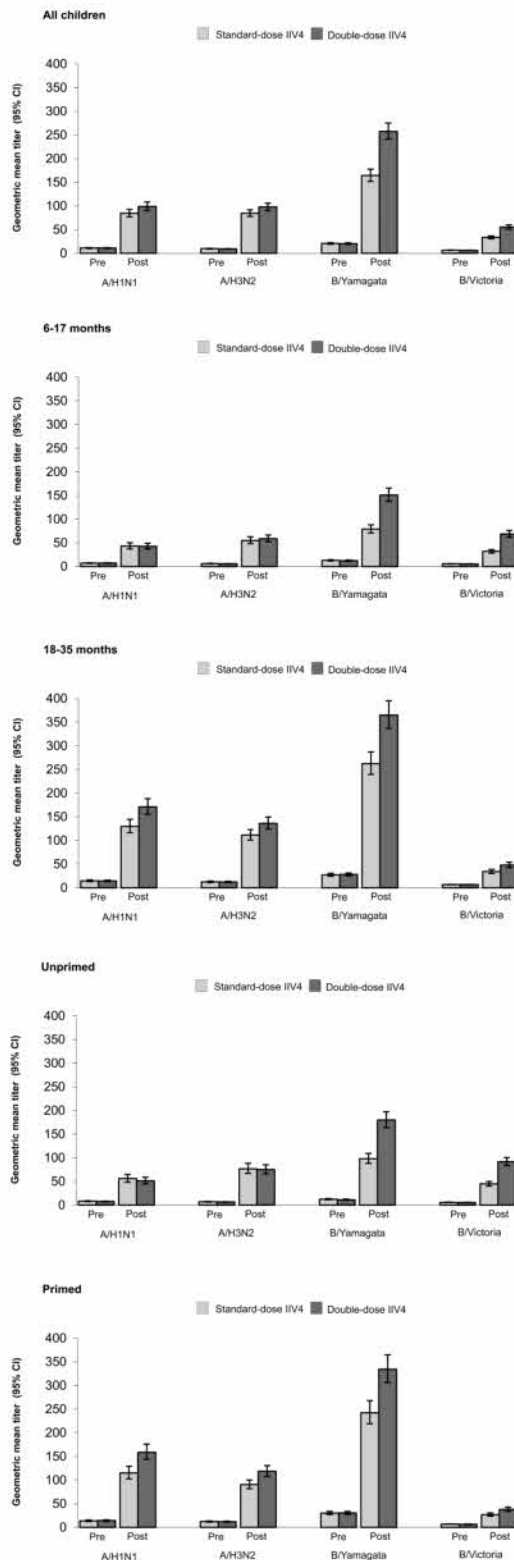 All children
Standard-dose IIV4 Double-dose IIV4
Geometric mean titer (95% CI)
400
350
300
250
200
150
100
50
0
Pre Post Pre Post Pre Post Pre Post
A/H1N1 A/H3N2 B/Yamagata B/Victoria
6-17 months
Standard-dose IIV4 Double-dose IIV4
Geometric mean titer (95% CI)
400
350
300
250
200
150
100
50
0
Pre Post Pre Post Pre Post Pre Post
A/H1N1 A/H3N2 B/Yamagata B/Victoria
18-35 months
Standard-dose IIV4 Double-dose IIV4
Geometric mean titer (95% CI)
400
350
300
250
200
150
100
50
0
Pre Post Pre Post Pre Post Pre Post
A/H1N1 A/H3N2 B/Yamagata B/Victoria
Unprimed
Standard-dose IIV4 Double-dose IIV4
Geometric mean titer (95% CI)
400
350
300
250
200
150
100
50
0
Pre Post Pre Post Pre Post Pre Post
A/H1N1 A/H3N2 B/Yamagata B/Victoria
Primed
Standard-dose IIV4 Double-dose IIV4
Geometric mean titer (95% CI)
400
350
300
250
200
150
100
50
0
Pre Post Pre Post Pre Post Pre Post
A/H1N1 A/H3N2 B/Yamagata B/Victoria